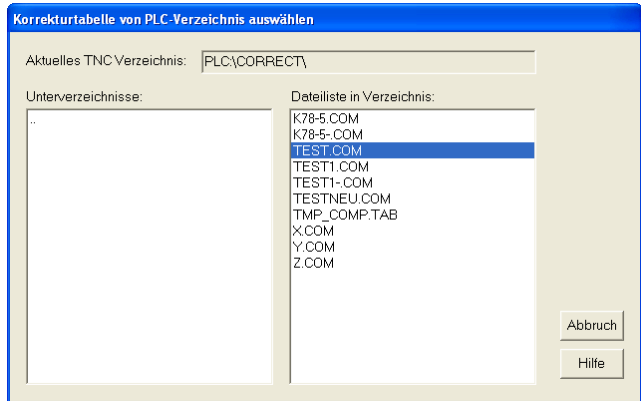 Korrekturtabelle von PLC-Verzeichnis auswählen
Aktuelles TNC Verzeichnis: PLC:\CORRECT\
Unterverzeichnisse:
..
Dateiliste in Verzeichnis:
K78-5.COM
K78-5-.COM
TEST.COM
TEST1.COM
TEST1-.COM
TESTNEU.COM
TMP_COMP.TAB
X.COM
Y.COM
Z.COM
Abbruch
Hilfe